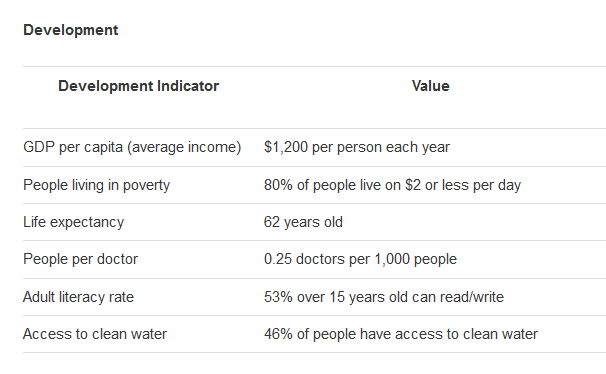 Development
Development Indicator Value
GDP per capita (average income) $1,200 per person each year
People living in poverty 80% of people live on $2 or less per day
Life expectancy 62 years old
People per doctor 0.25 doctors per 1,000 people
Adult literacy rate 53% over 15 years old can read/write
Access to clean water 46% of people have access to clean water